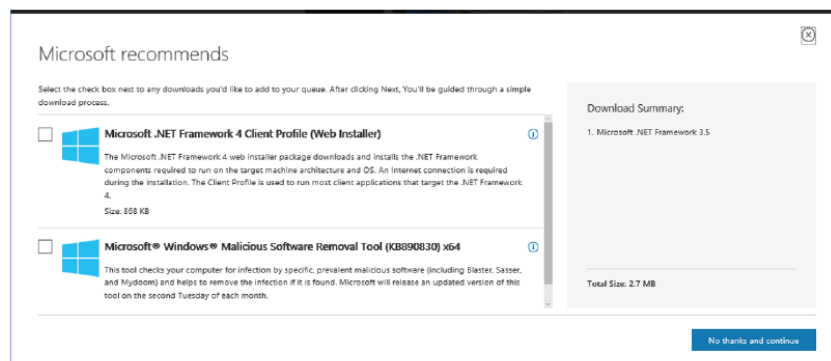 Microsoft recommends
Select the check box next to any downloads you'd like to add to your queue. After clicking Next, You'll be guided through a simple
download process.
Microsoft .NET Framework 4 Client Profile (Web Installer)
The Microsoft .NET Framework 4 web installer package downloads and installs the .NET Framework
components required to run on the target machine architecture and OS. An Internet connection is required
during the installation. The Client Profile is used to run most client applications that target the .NET Framework
4.
Size: 868 KB
Microsoft® Windows® Malicious Software Removal Tool (KB890830) x64
This tool checks your computer for infection by specific, prevalent malicious software (including Blaster, Sasser,
and Mydoom) and helps to remove the infection if it is found. Microsoft will release an updated version of this
tool on the second Tuesday of each month.
Download Summary:
1. Microsoft .NET Framework 3.5
Total Size: 2.7 MB
No thanks and continue